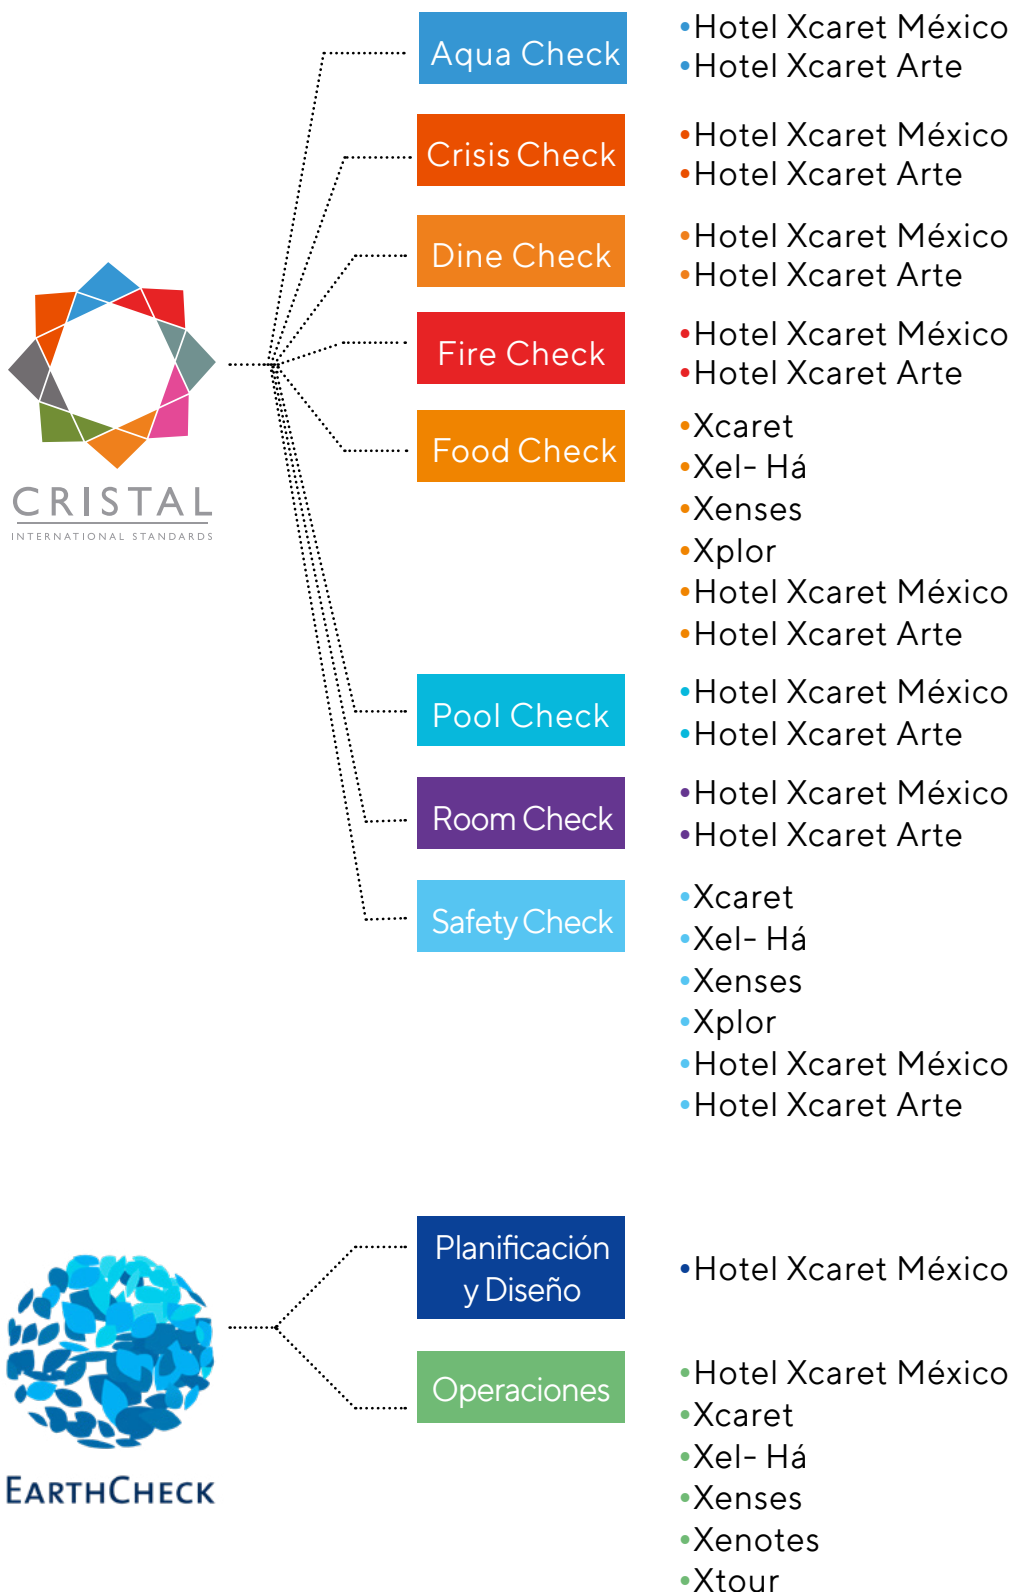 Aqua Check
•Hotel Xcaret México
•Hotel Xcaret Arte
Crisis Check
•Hotel Xcaret México
•Hotel Xcaret Arte
Dine Check
•Hotel Xcaret México
•Hotel Xcaret Arte
Fire Check
•Hotel Xcaret México
•Hotel Xcaret Arte
CRISTAL
INTERNATIONAL STANDARDS
Food Check
•Xcaret
•Xel- Há
•Xenses
•Xplor
•Hotel Xcaret México
•Hotel Xcaret Arte
Pool Check
•Hotel Xcaret México
•Hotel Xcaret Arte
Room Check
•Hotel Xcaret México
•Hotel Xcaret Arte
Safety Check
•Xcaret
•Xel- Há
•Xenses
•Xplor
•Hotel Xcaret México
•Hotel Xcaret Arte
EARTHCHECK
Planificación
y Diseño
•Hotel Xcaret México
Operaciones
•Hotel Xcaret México
•Xcaret
•Xel- Há
•Xenses
•Xenotes
•Xtour